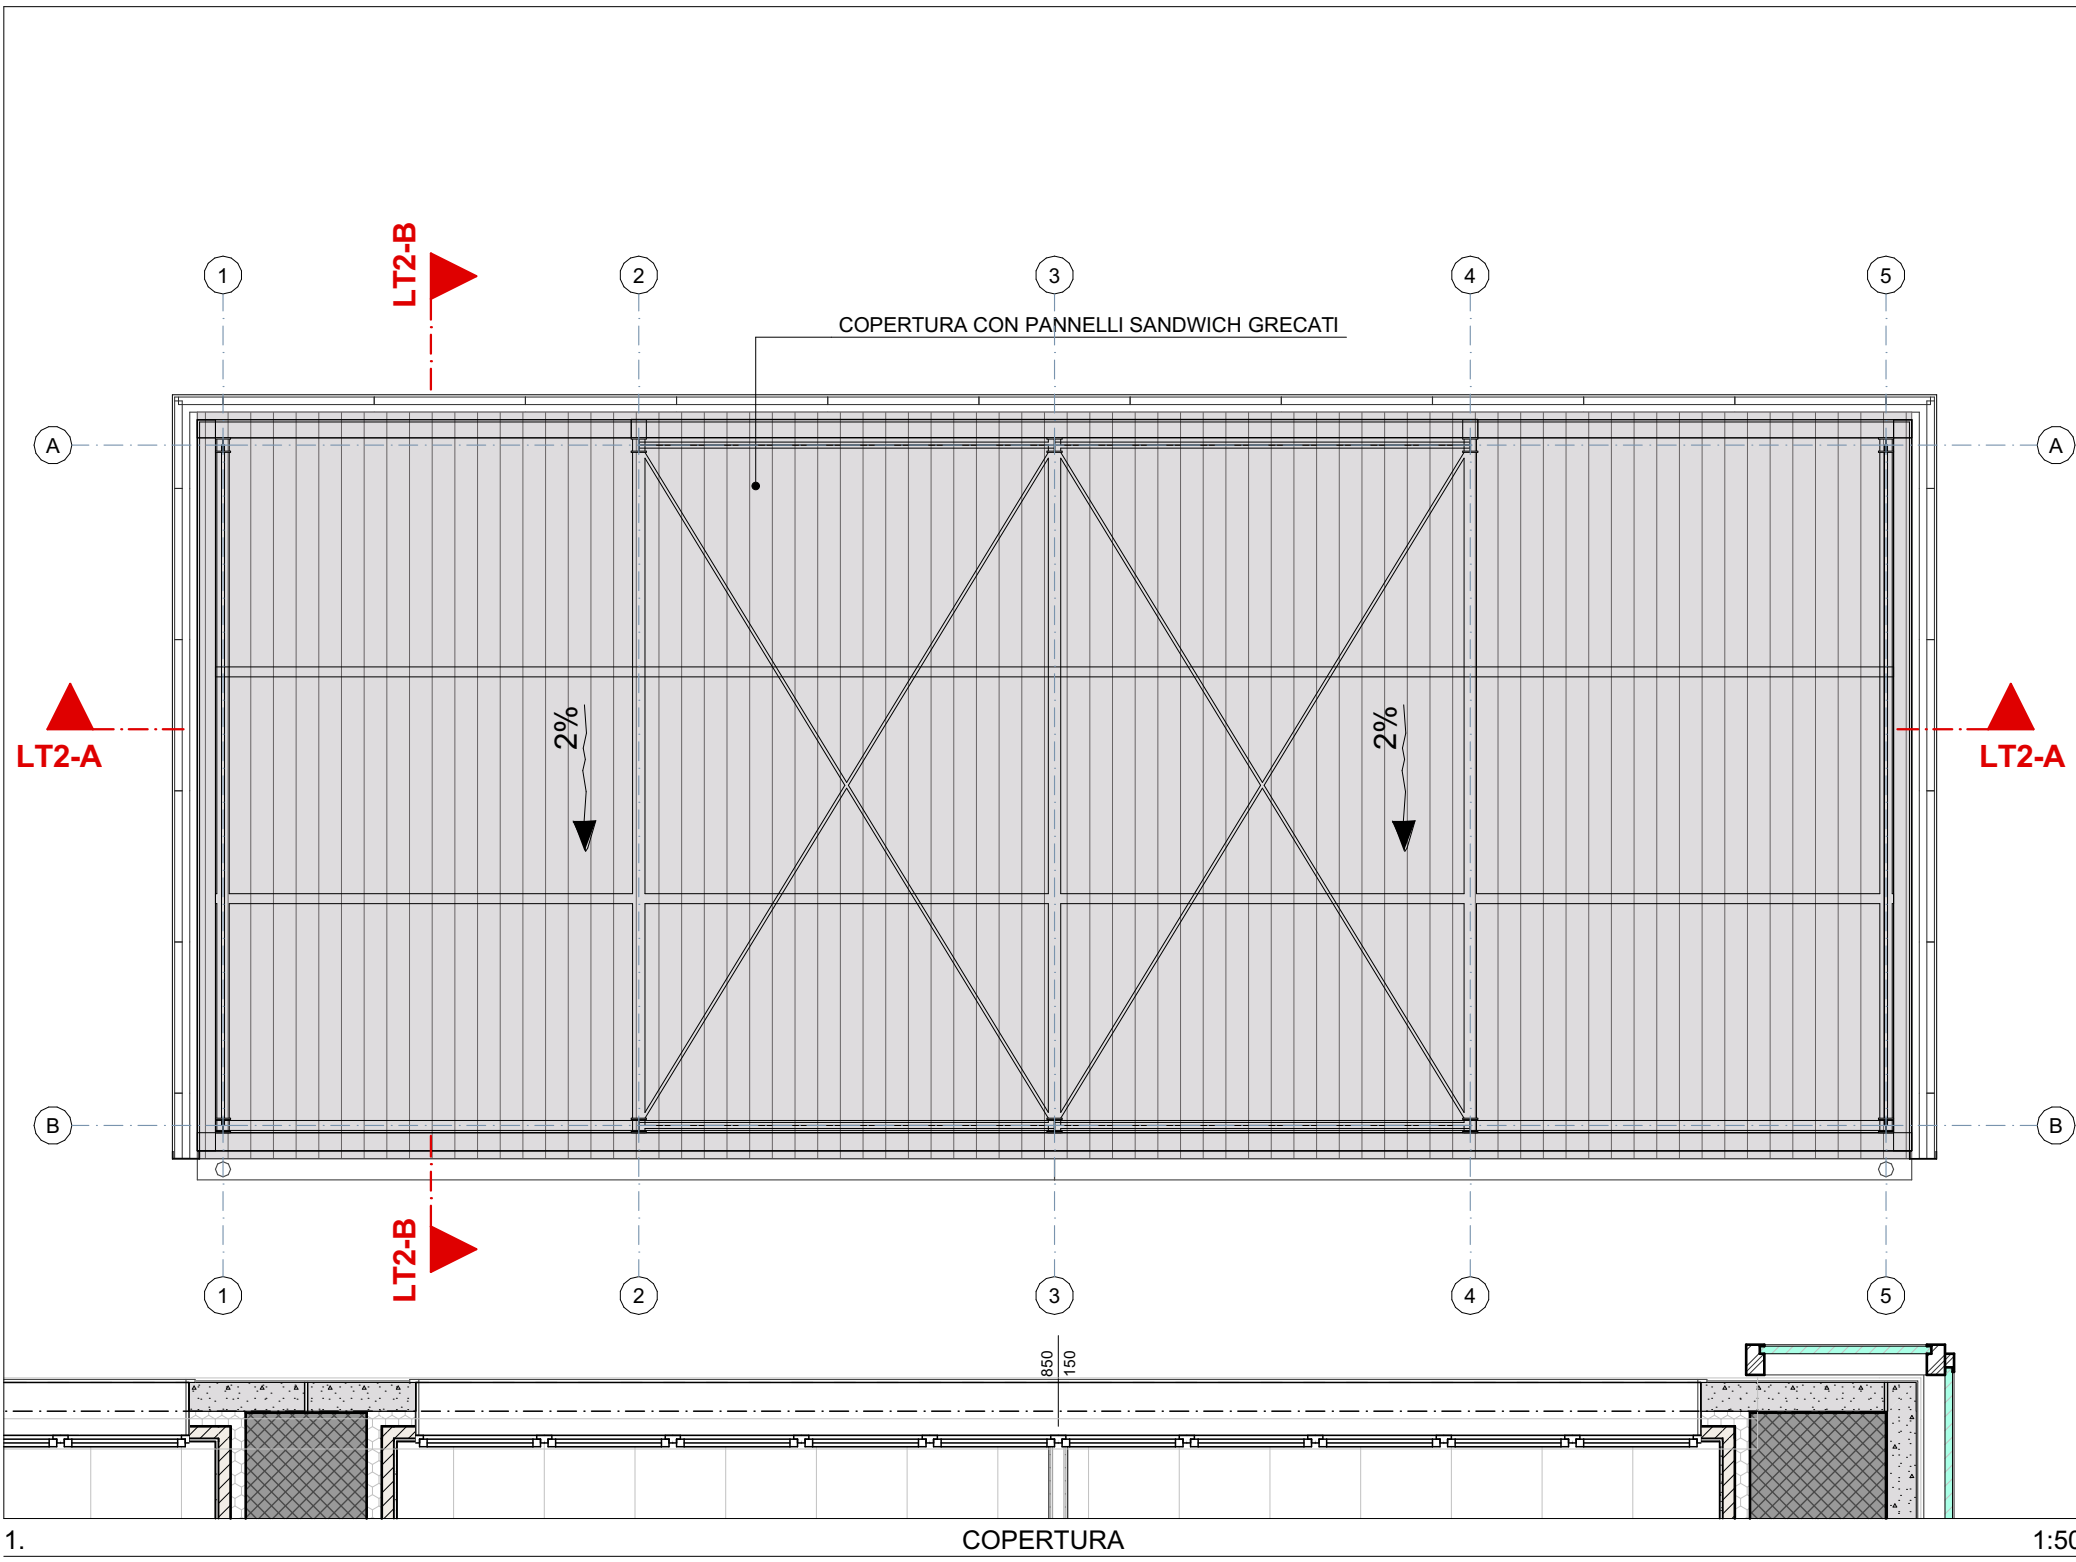 LT2-B
1 2 3 4 5
COPERTURA CON PANNELLI SANDWICH GRECATI
A A
2% 2%
LT2-A LT2-A
B B
LT2-B
1 2 3 4 5
850 150
1. COPERTURA 1:50